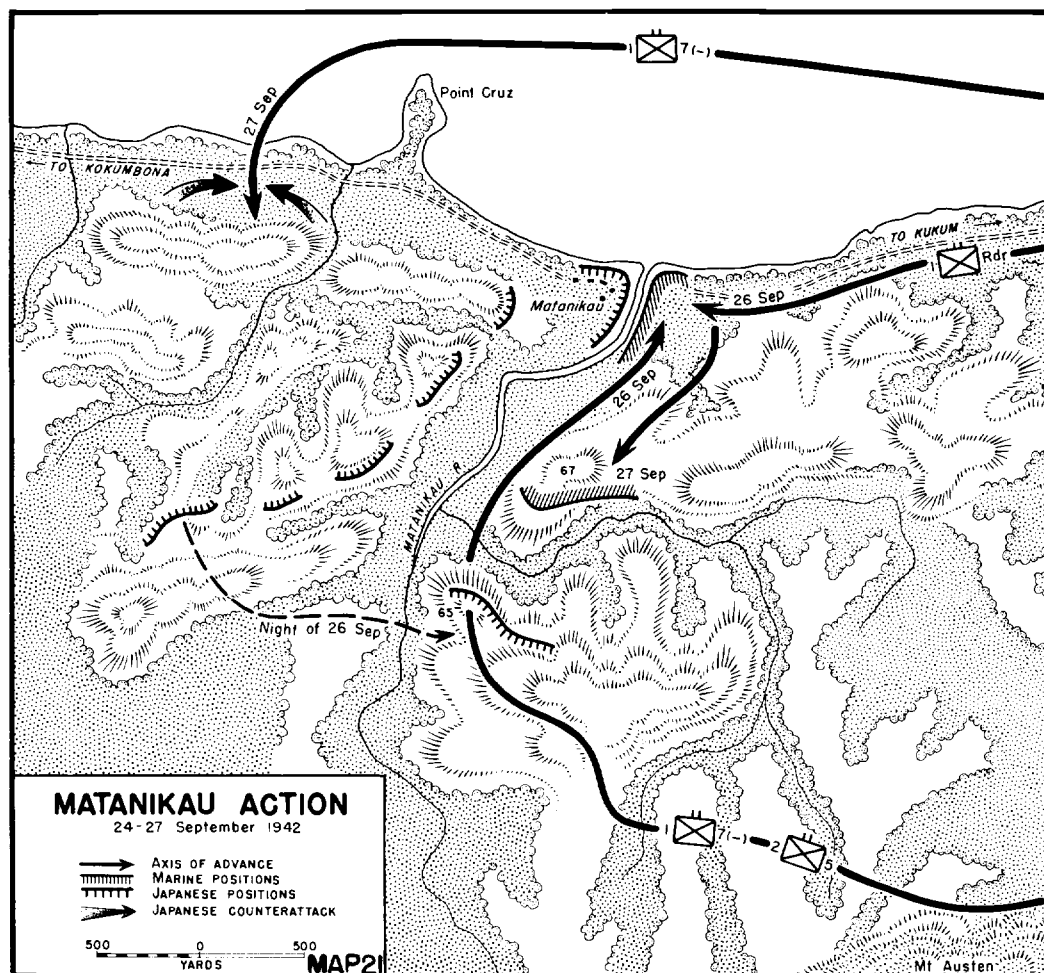 1 7(-)
Point Cruz
27 Sep
TO KOKUMBONA
TO KUKUM
1 Rdr
26 Sep
Matanikau
26 Sep
67
27 Sep
MATANIKAU R
65
Night of 26 Sep
1 7(-) 2 5
Mt Austen
MATANIKAU ACTION
24-27 September 1942
AXIS OF ADVANCE
MARINE POSITIONS
JAPANESE POSITIONS
JAPANESE COUNTERATTACK
500 0 500
YARDS
MAP21